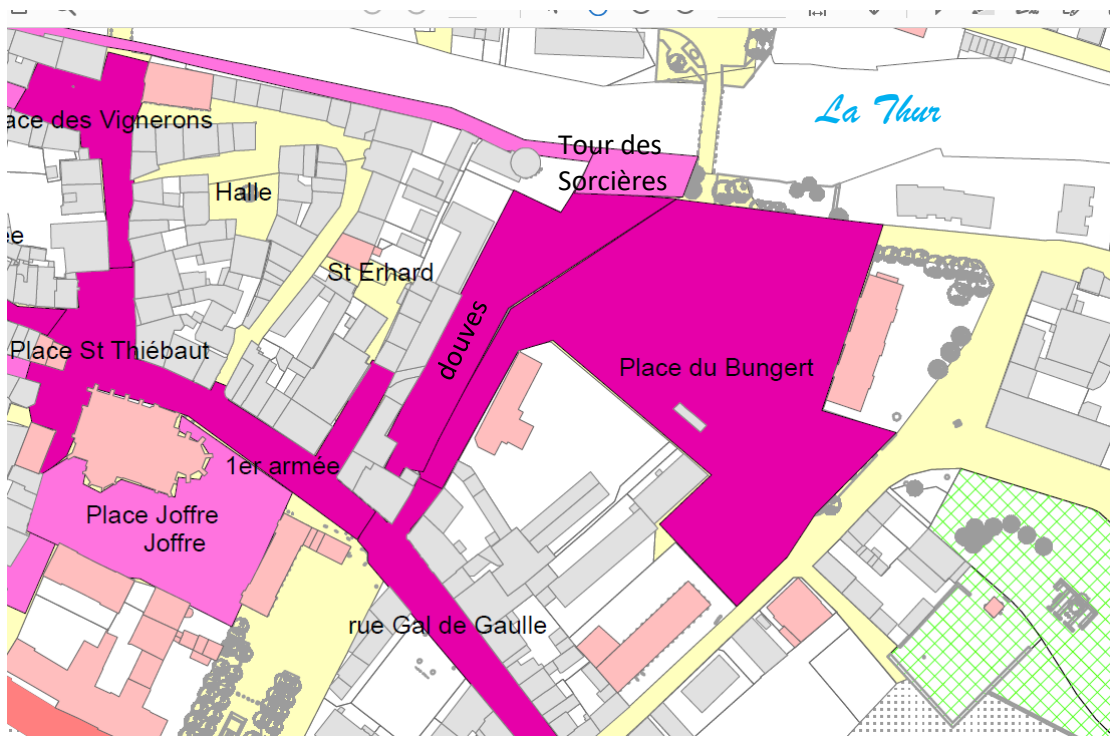 La Thur
ace des Vignerons
Tour des
Sorcières
Halle
ée
St Erhard
douves
Place St Thiébaut
Place du Bungert
1er armée
Place Joffre
Joffre
rue Gal de Gaulle